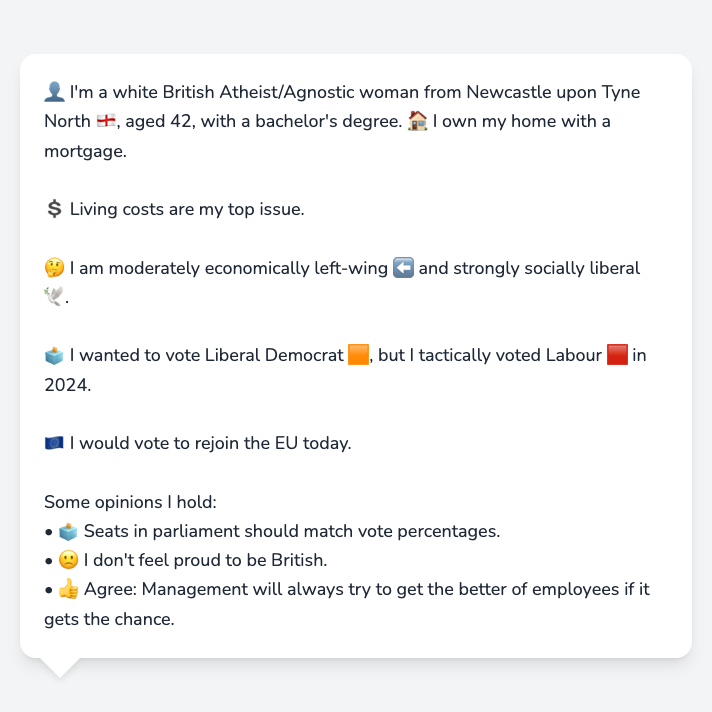 👤 I'm a white British Atheist/Agnostic woman from Newcastle upon Tyne
North 🏴󠁧󠁢󠁥󠁮󠁧󠁿, aged 42, with a bachelor's degree. 🏠 I own my home with a
mortgage.
💲 Living costs are my top issue.
🤔 I am moderately economically left-wing ⬅️ and strongly socially liberal
🕊️.
🗳️ I wanted to vote Liberal Democrat 🟧, but I tactically voted Labour 🟥 in
2024.
🇪🇺 I would vote to rejoin the EU today.
Some opinions I hold:
• 🗳️ Seats in parliament should match vote percentages.
• 🙁 I don't feel proud to be British.
• 👍 Agree: Management will always try to get the better of employees if it
gets the chance.